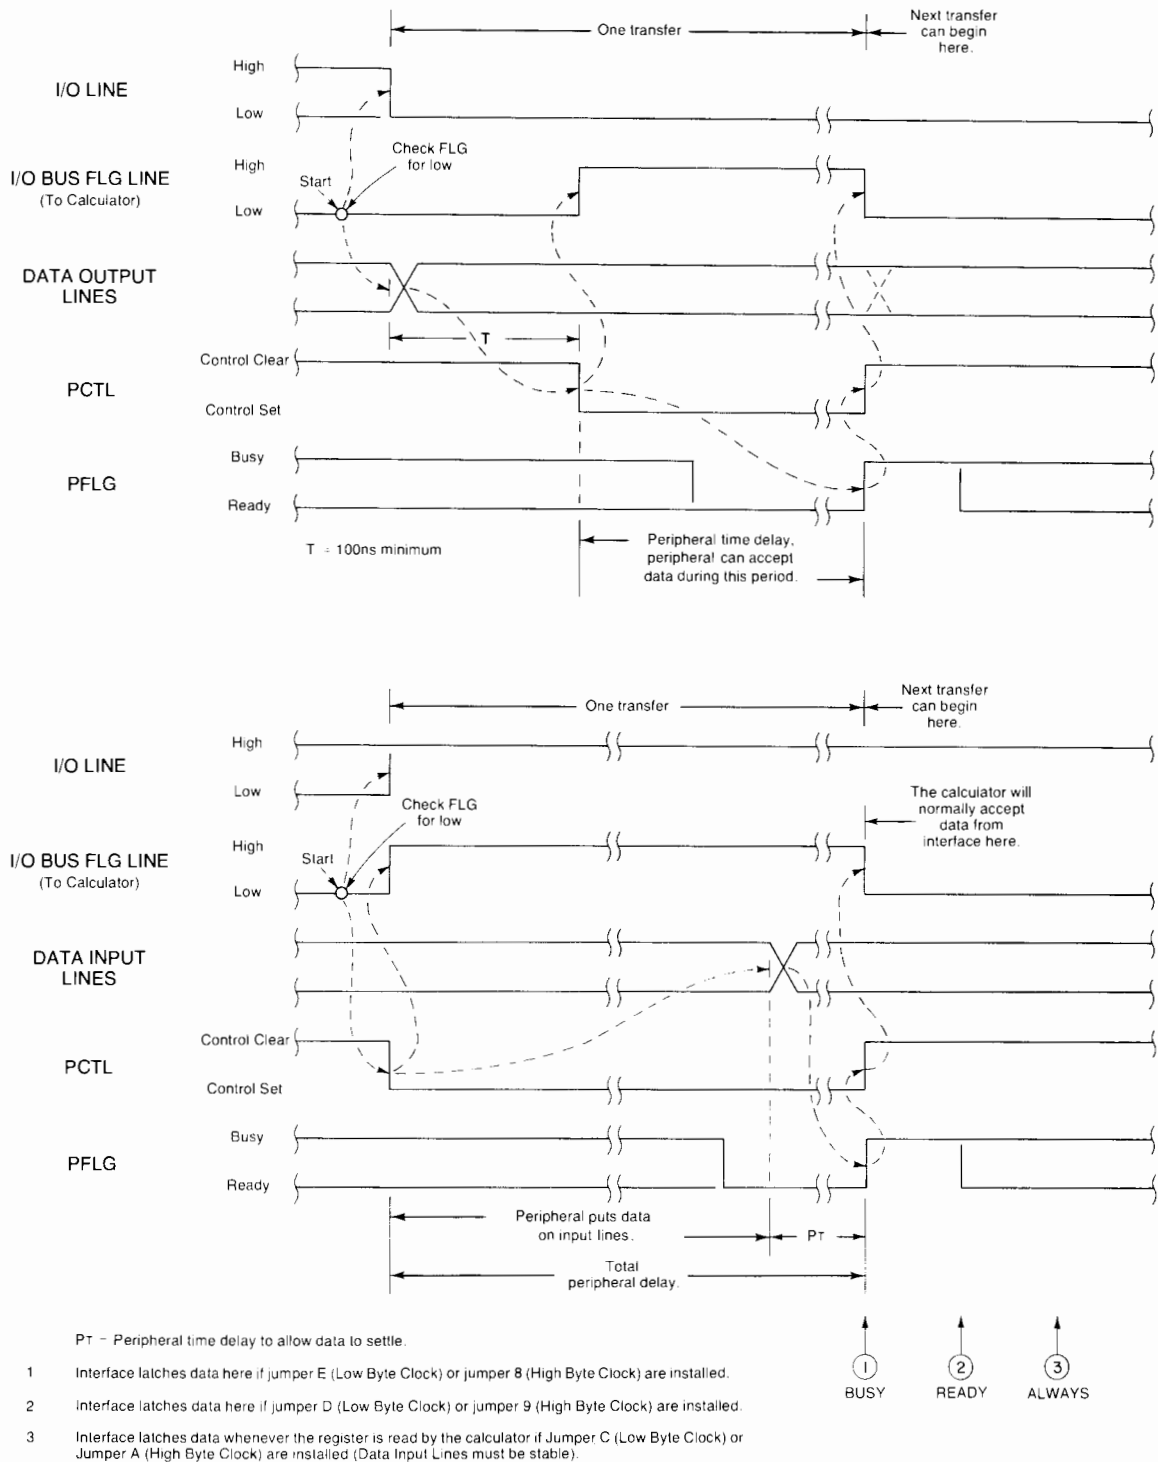 One transfer
Next transfer
can begin
here.
I/O LINE
High
Low
I/O BUS FLG LINE
(To Calculator)
High
Low
Start
Check FLG
for low
DATA OUTPUT
LINES
T
PCTL
Control Clear
Control Set
PFLG
Busy
Ready
T = 100ns minimum
Peripheral time delay,
peripheral can accept
data during this period.
One transfer
Next transfer
can begin
here.
I/O LINE
High
Low
The calculator will
normally accept
data from
interface here.
I/O BUS FLG LINE
(To Calculator)
High
Low
Start
Check FLG
for low
DATA INPUT
LINES
PCTL
Control Clear
Control Set
PFLG
Busy
Ready
Peripheral puts data
on input lines.
PT
Total
peripheral delay.
PT = Peripheral time delay to allow data to settle.
1 Interface latches data here if jumper E (Low Byte Clock) or jumper 8 (High Byte Clock) are installed.
2 Interface latches data here if jumper D (Low Byte Clock) or jumper 9 (High Byte Clock) are installed.
3 Interface latches data whenever the register is read by the calculator if Jumper C (Low Byte Clock) or
Jumper A (High Byte Clock) are installed (Data Input Lines must be stable).
1 2 3
BUSY READY ALWAYS